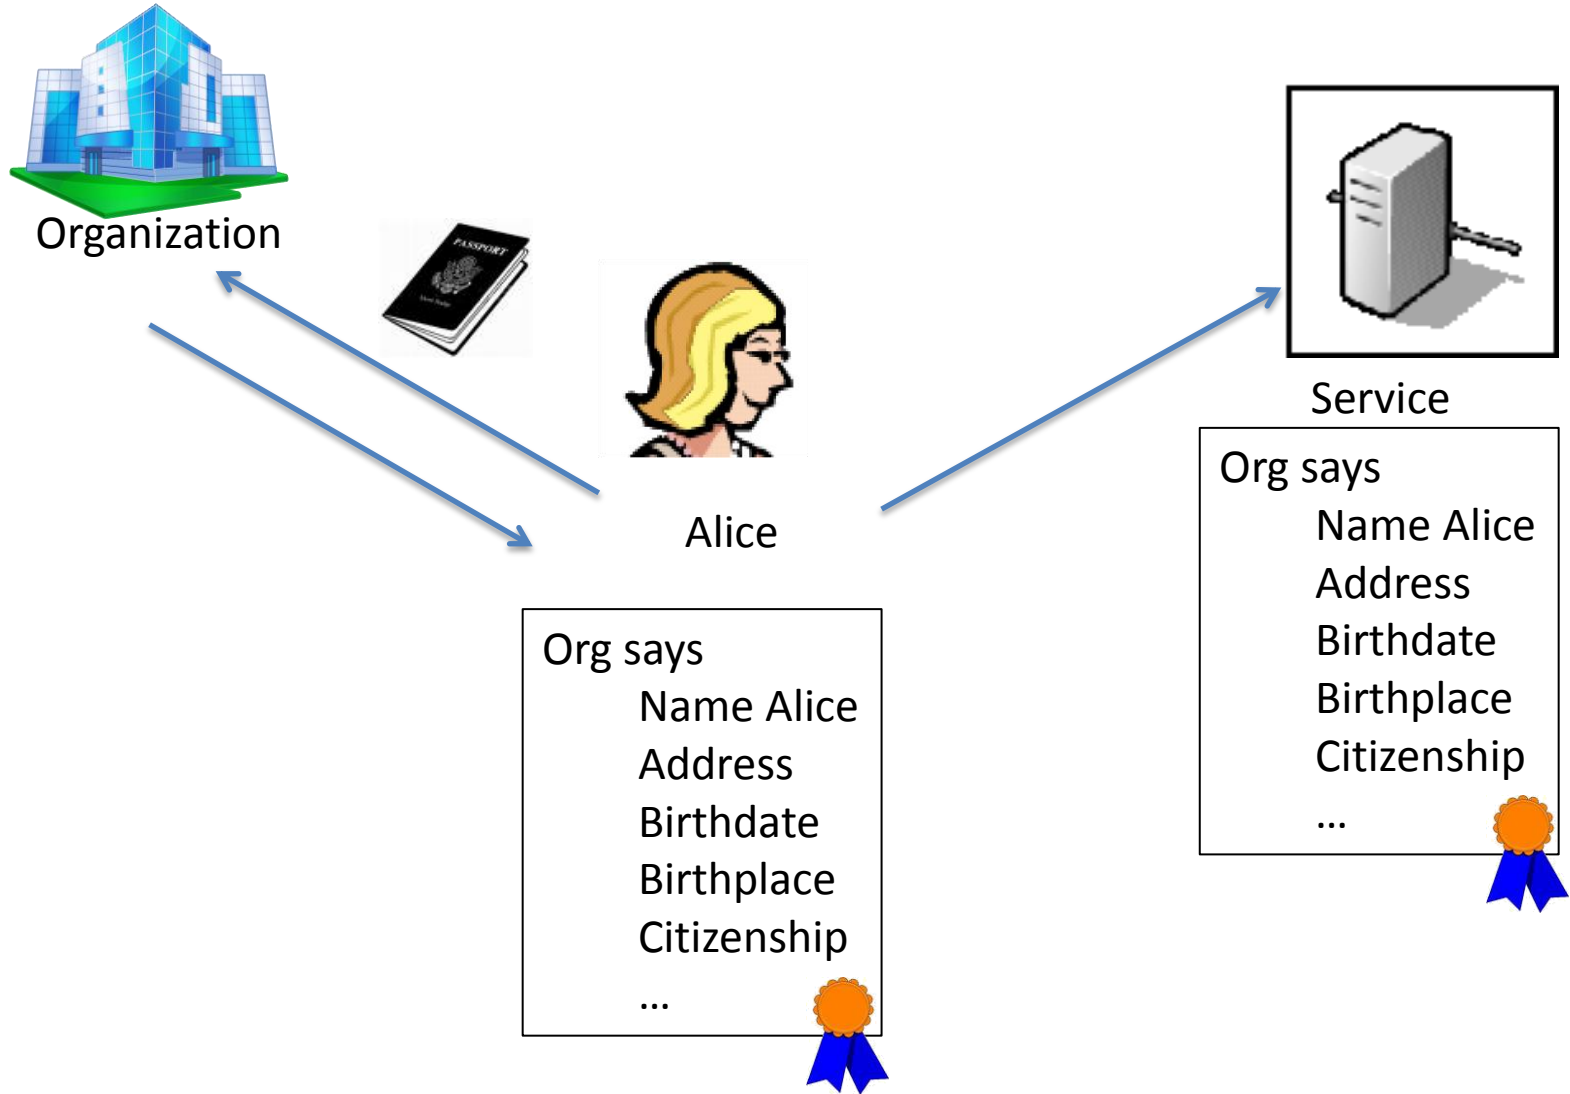 Organization
PASSPORT
Service
Alice
Org says
Name Alice
Address
Birthdate
Birthplace
Citizenship
...
Org says
Name Alice
Address
Birthdate
Birthplace
Citizenship
...